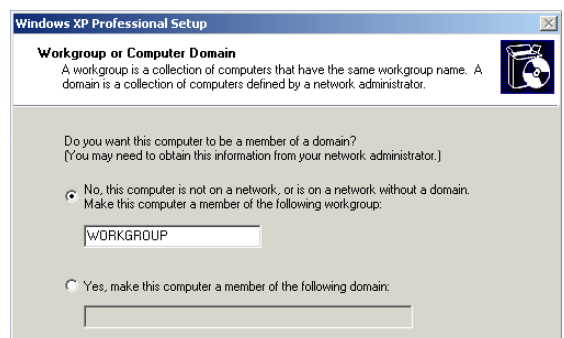 Windows XP Professional Setup
Workgroup or Computer Domain
A workgroup is a collection of computers that have the same workgroup name. A
domain is a collection of computers defined by a network administrator.
Do you want this computer to be a member of a domain?
(You may need to obtain this information from your network administrator.)
No, this computer is not on a network, or is on a network without a domain.
Make this computer a member of the following workgroup:
WORKGROUP
Yes, make this computer a member of the following domain: